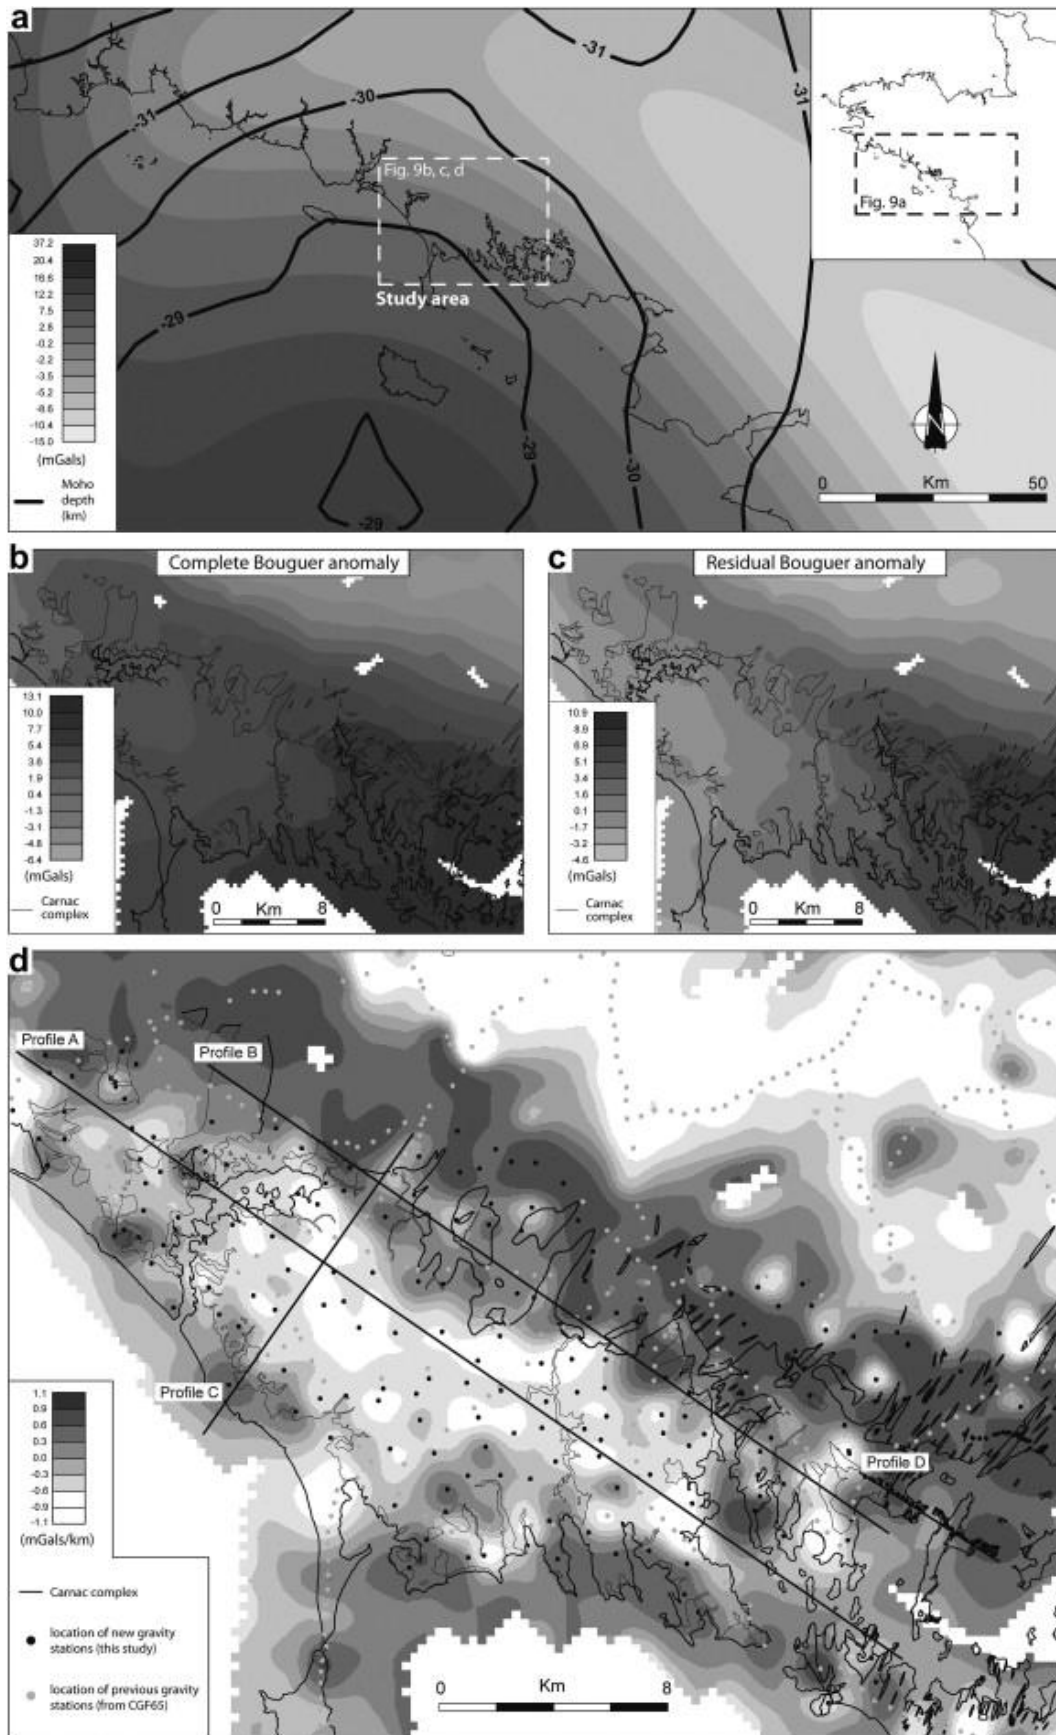 a
-31
-31
-30
-31
Fig. 9b, c, d
Fig. 9a
Study area
-29
-29
-30
-29
37.2
20.4
16.6
12.2
7.5
2.6
-0.2
-2.2
-3.5
-5.2
-8.6
-10.4
-15.0
(mGals)
Moho
depth
(km)
N
0 Km 50
b
Complete Bouguer anomaly
13.1
10.0
7.7
5.4
3.6
1.9
0.4
-1.3
-3.1
-4.8
-6.4
(mGals)
Carnac
complex
0 Km 8
c
Residual Bouguer anomaly
10.9
8.9
6.9
5.1
3.4
1.6
0.1
-1.7
-3.2
-4.6
(mGals)
Carnac
complex
0 Km 8
d
Profile A
Profile B
Profile C
Profile D
1.1
0.9
0.6
0.3
0.0
-0.3
-0.6
-0.9
-1.1
(mGals/km)
Carnac complex
location of new gravity
stations (this study)
location of previous gravity
stations (from CGF65)
0 Km 8